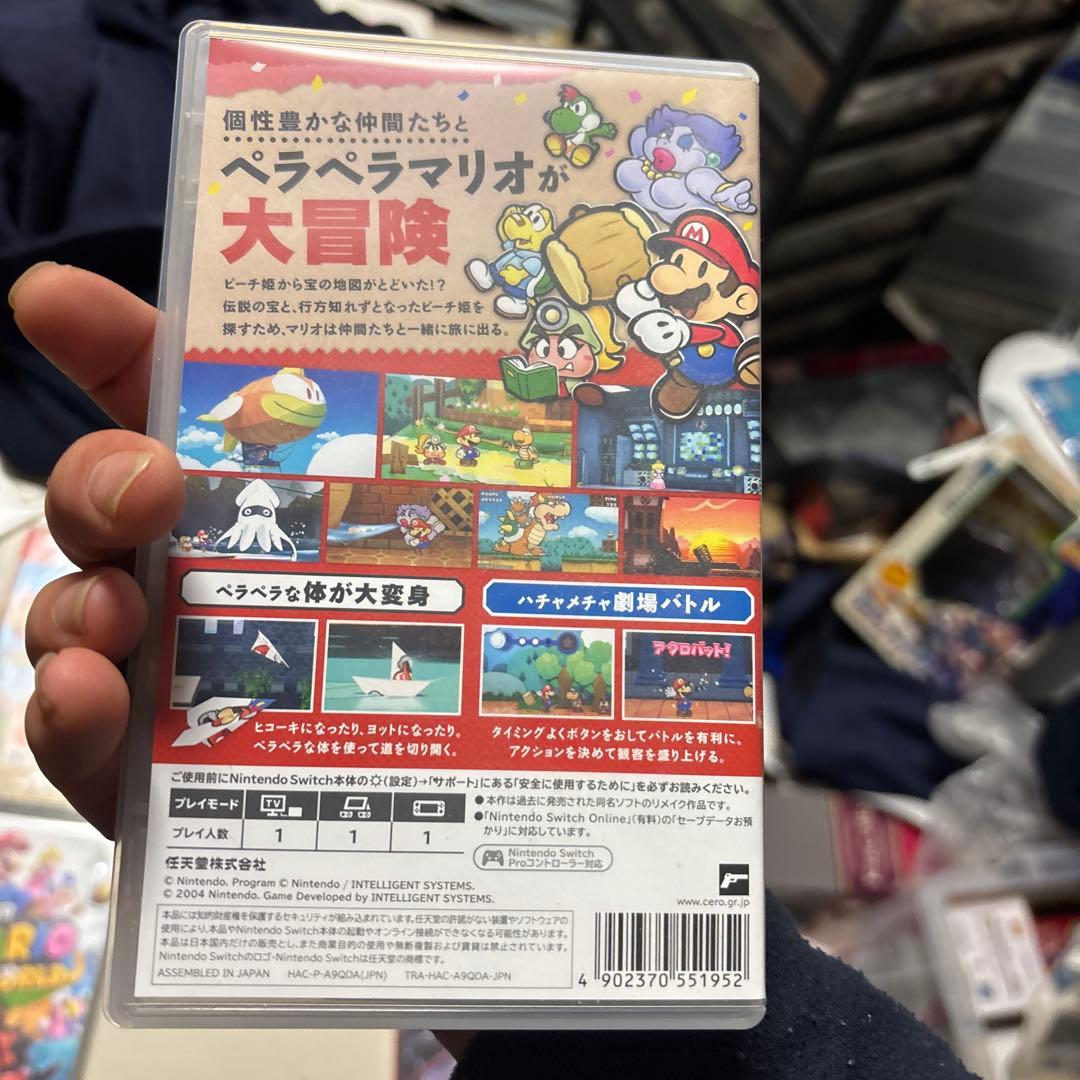 個性豊かな仲間たちと
ペラペラマリオが
大冒険
ピーチ姫から宝の地図がとどいた!?
伝説の宝と、行方知れずとなったピーチ姫を
探すため、マリオは仲間たちと一緒に旅に出る。
ペラペラな体が大変身
ハチャメチャ劇場バトル
アクロバット!
ヒコーキになったり、ヨットになったり。
ペラペラな体を使って道を切り開く。
タイミングよくボタンをおしてバトルを有利に。
アクションを決めて観客を盛り上げる。
ご使用前にNintendo Switch本体の(設定)→「サポート」にある「安全に使用するために」を必ずお読みください。
プレイモード TV
プレイ人数 1 1 1
●本作は過去に発売された同名ソフトのリメイク作品です。
●「Nintendo Switch Online」(有料)の「セーブデータお預
かり」に対応しています。
Nintendo Switch
Proコントローラー対応
任天堂株式会社
© Nintendo. Program © Nintendo / INTELLIGENT SYSTEMS.
© 2004 Nintendo. Game Developed by INTELLIGENT SYSTEMS.
www.cero.gr.jp
本品には知的財産権を保護するセキュリティが組み込まれています。任天堂の許諾がない装置やソフトウェアの
使用により、本品やNintendo Switch本体の起動やオンライン接続ができなくなる可能性があります。
本品は日本国内だけの販売とし、また商業目的の使用や無断複製および賃貸は禁止されています。
Nintendo Switchのロゴ・Nintendo Switchは任天堂の商標です。
ASSEMBLED IN JAPAN HAC-P-A9QDA(JPN) TRA-HAC-A9QDA-JPN
4 902370 551952